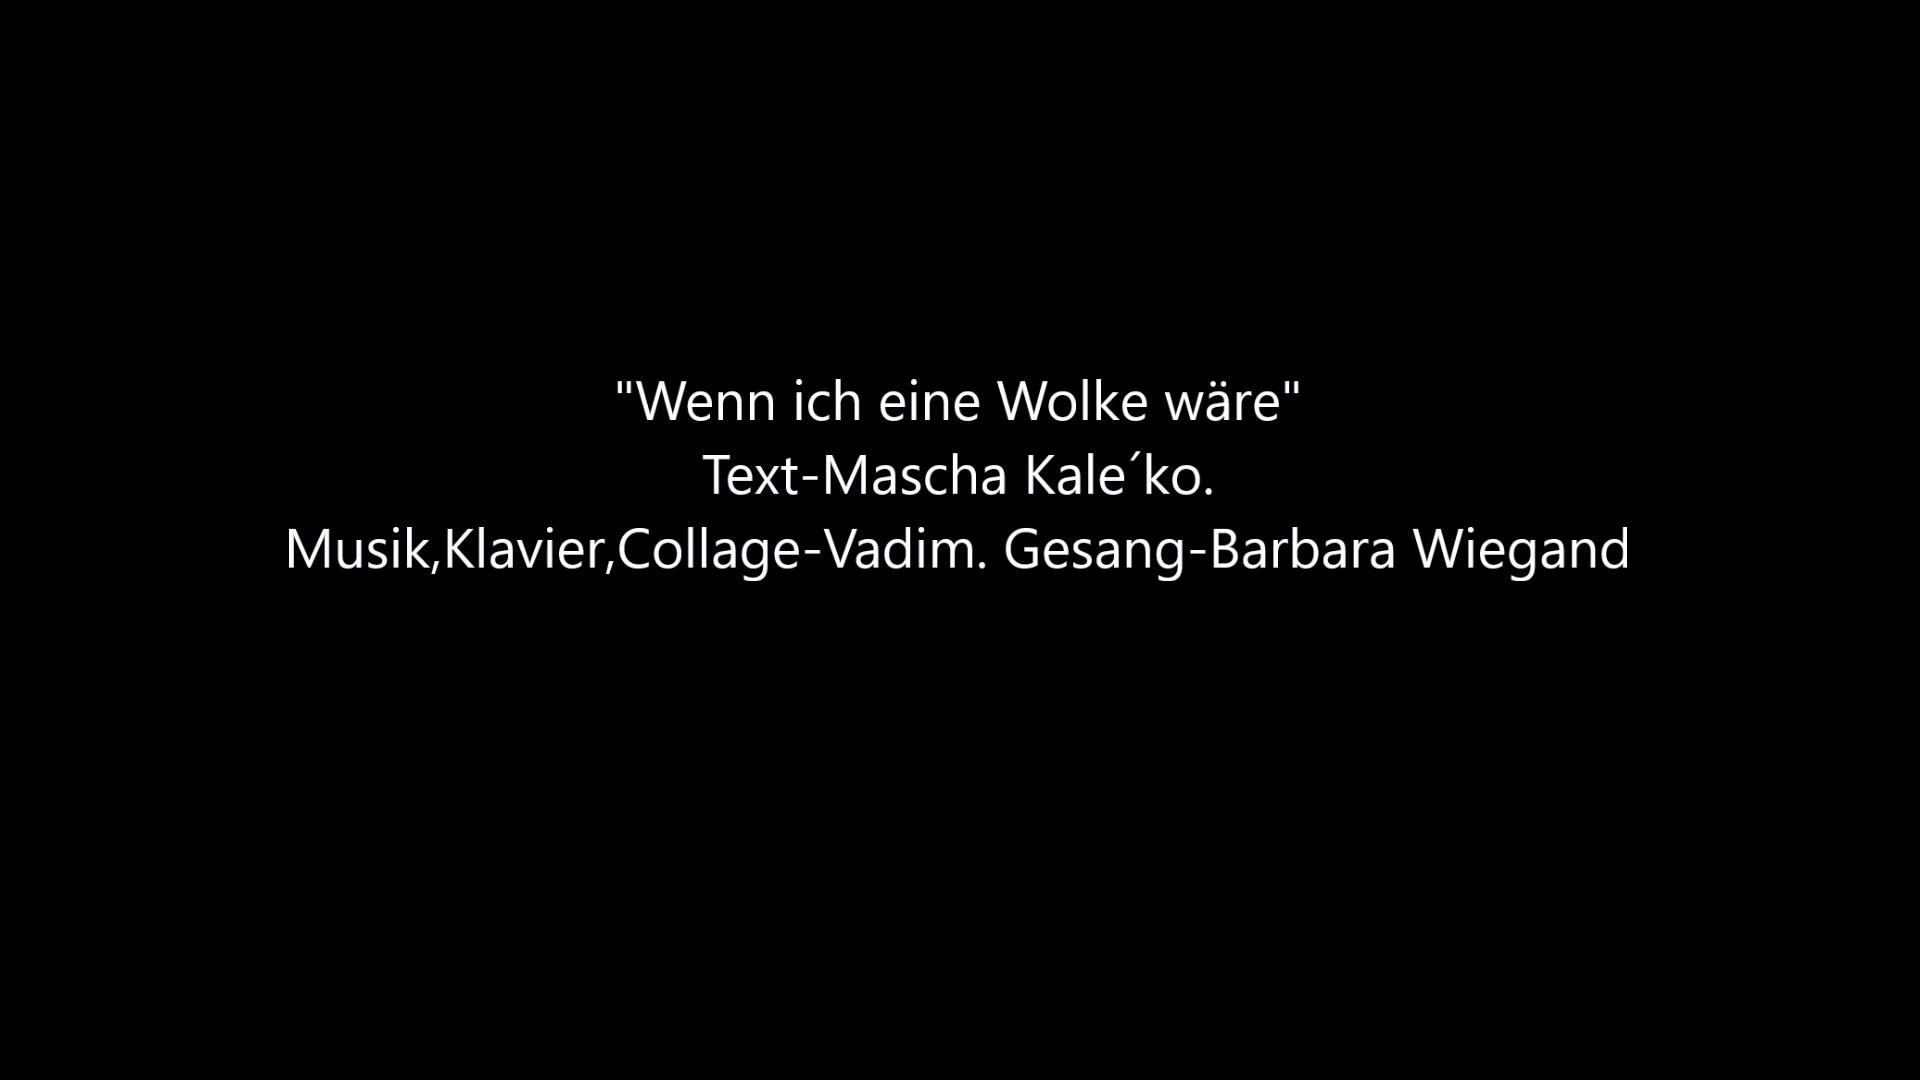 "Wenn ich eine Wolke wäre"
Text-Mascha Kale´ko.
Musik,Klavier,Collage-Vadim. Gesang-Barbara Wiegand